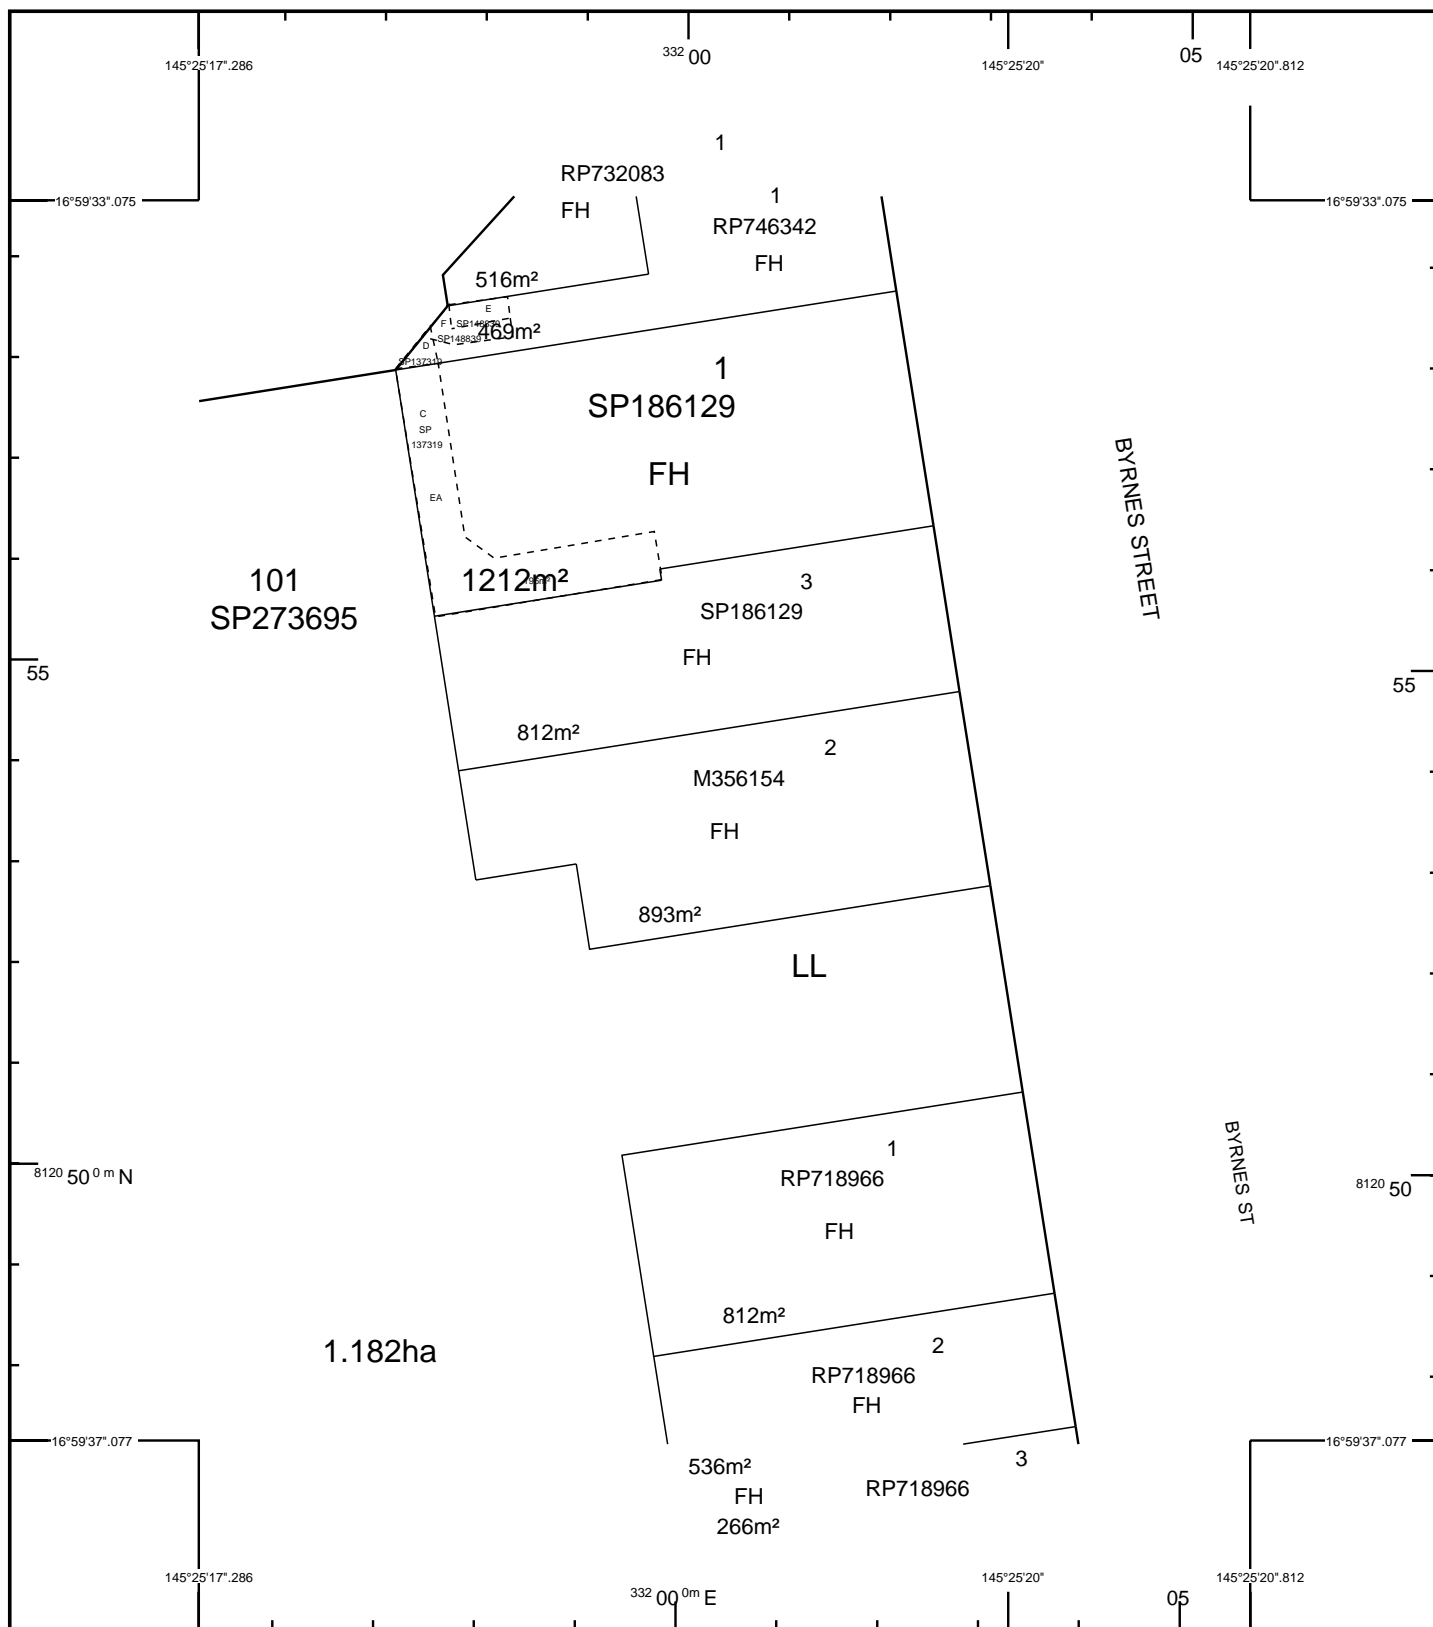 332 00
05
145°25'17".286
145°25'20"
145°25'20".812
1
RP732083
FH
1
RP746342
FH
16°59'33".075
16°59'33".075
516m²
E
SP148839
F
469m²
SP148839
D
SP137319
1
SP186129
FH
C
SP
137319
EA
BYRNES STREET
101
SP273695
1212m²
3
SP186129
FH
55
55
812m²
2
M356154
FH
893m²
LL
1
RP718966
FH
8120 50 0 m N
8120 50
BYRNES ST
812m²
2
RP718966
FH
1.182ha
16°59'37".077
16°59'37".077
536m²
FH
266m²
3
RP718966
145°25'17".286
145°25'20"
145°25'20".812
332 00 0m E
05